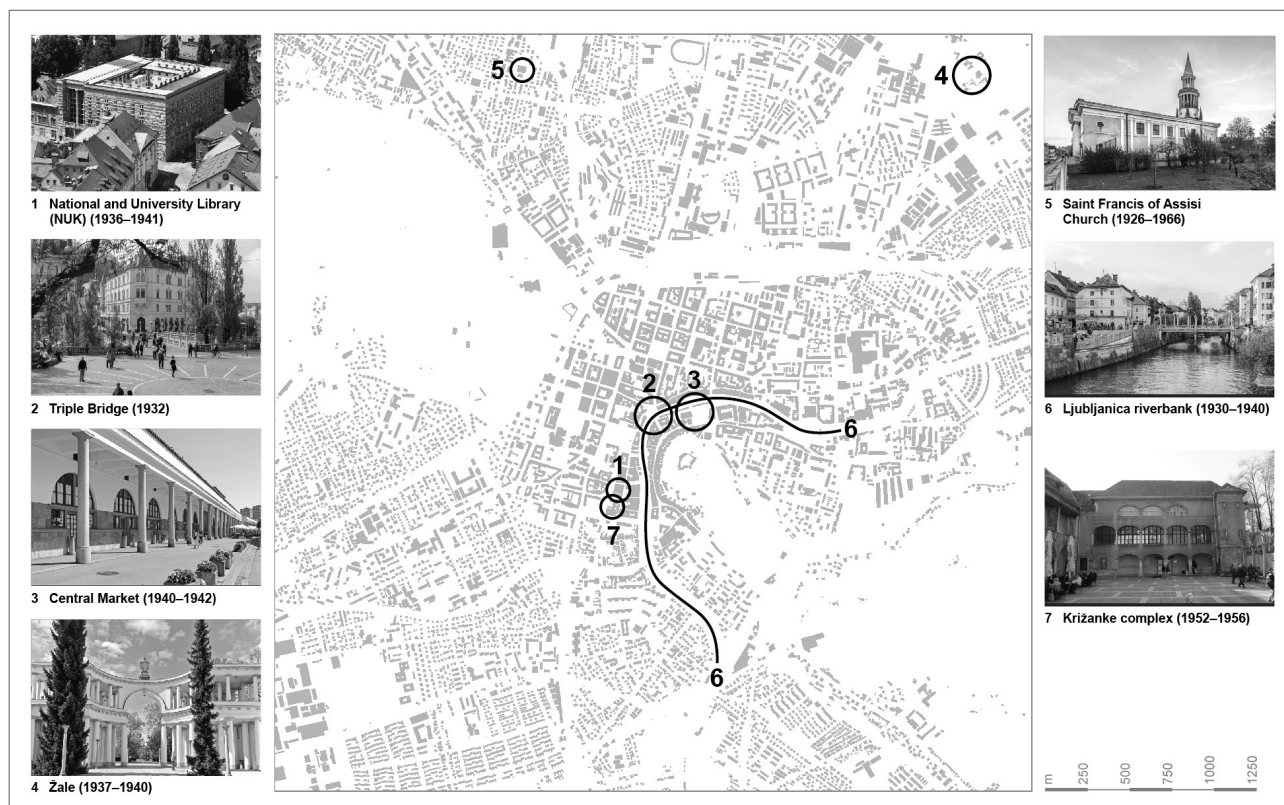 1 National and University Library
(NUK) (1936–1941)
2 Triple Bridge (1932)
3 Central Market (1940–1942)
4 Žale (1937–1940)
5
4
2
3
6
1
7
6
5 Saint Francis of Assisi
Church (1926–1966)
6 Ljubljanica riverbank (1930–1940)
7 Križanke complex (1952–1956)
m
250
500
750
1000
1250